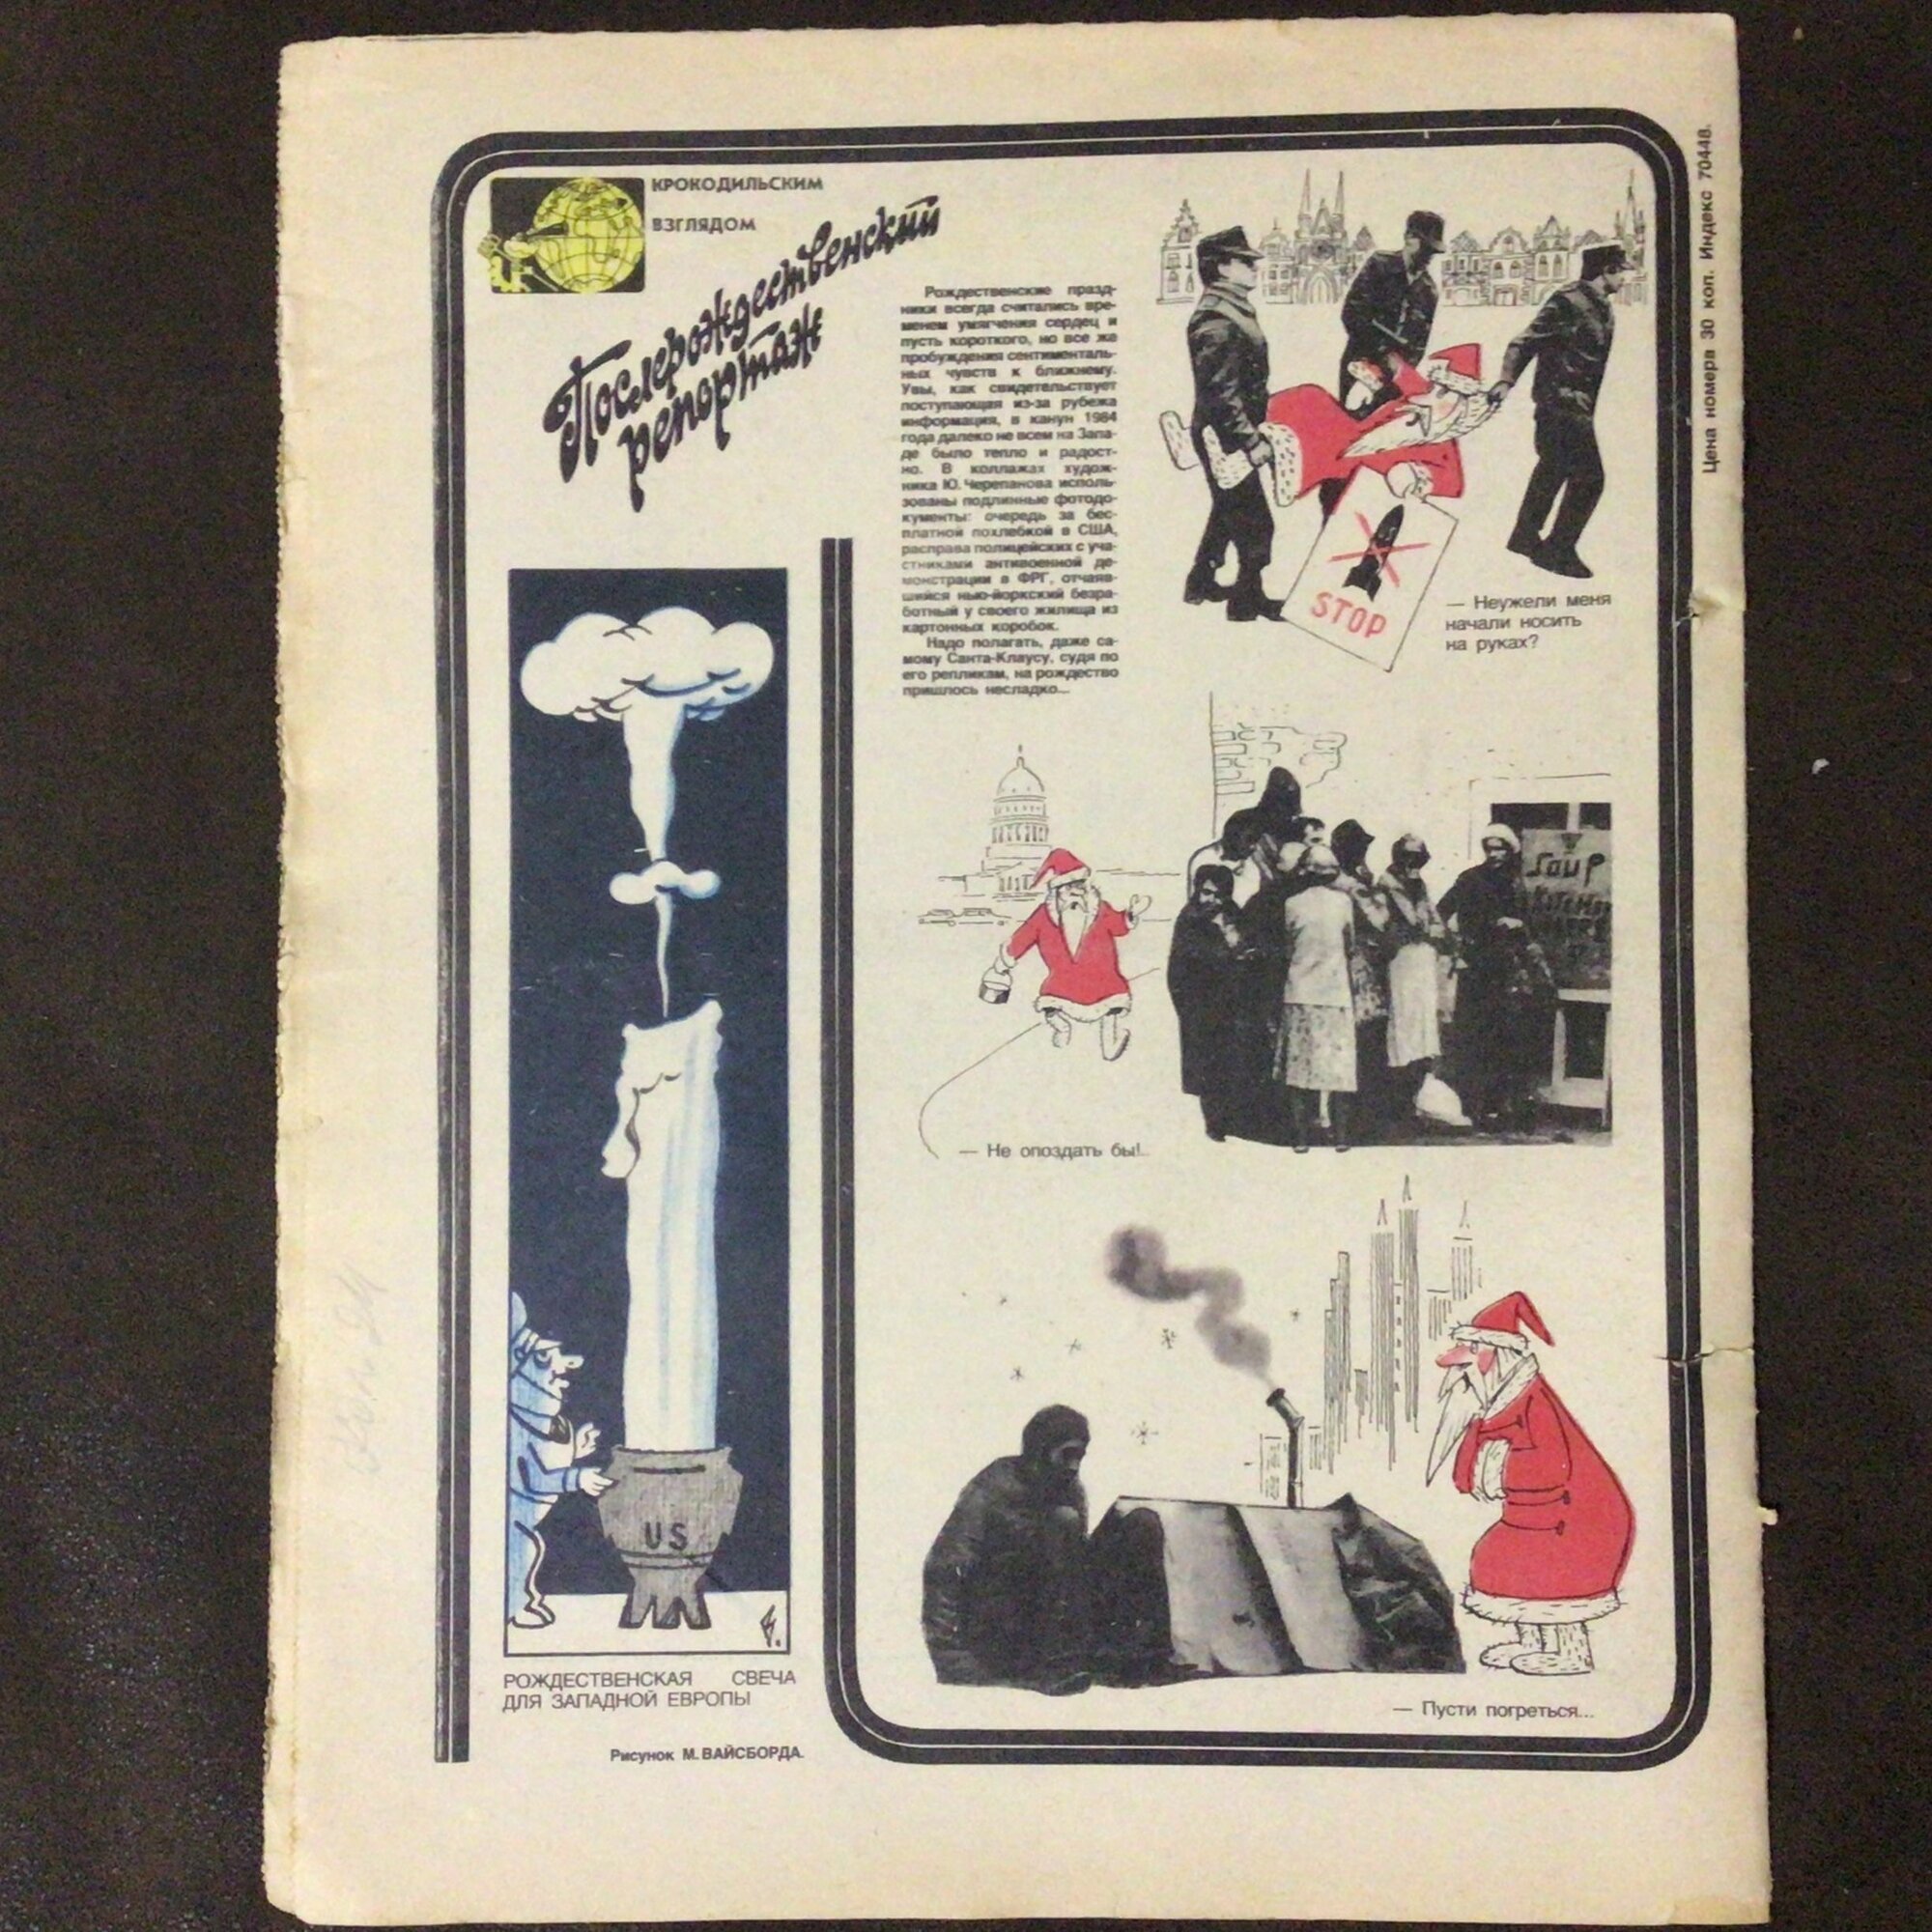 КРОКОДИЛЬСКИМ
ВЗГЛЯДОМ
Послерождественский
репортаж
Рождественские празд-
ники всегда считались вре-
менем умягчения сердец и
пусть короткого, но все же
пробуждения сентименталь-
ных чувств к ближнему.
Увы, как свидетельствует
поступающая из-за рубежа
информация, в канун 1984
года далеко не всем на Запа-
де было тепло и радост-
но. В коллажах худож-
ника Ю. Черепанова исполь-
зованы подлинные фотодо-
кументы: очередь за бес-
платной похлебкой в США,
расправа полицейских с уча-
стниками антивоенной де-
монстрации в ФРГ, отчаяв-
шийся нью-йоркский безра-
ботный у своего жилища из
картонных коробок.
Надо полагать, даже са-
мому Санта-Клаусу, судя по
его репликам, на рождество
пришлось несладко...
STOP
— Неужели меня
начали носить
на руках?
Цена номера 30 коп. Индекс 70448.
SOUP
KITCHEN
— Не опоздать бы!..
— Пусти погреться...
US
РОЖДЕСТВЕНСКАЯ СВЕЧА
ДЛЯ ЗАПАДНОЙ ЕВРОПЫ
Рисунок М. ВАЙСБОРДА.